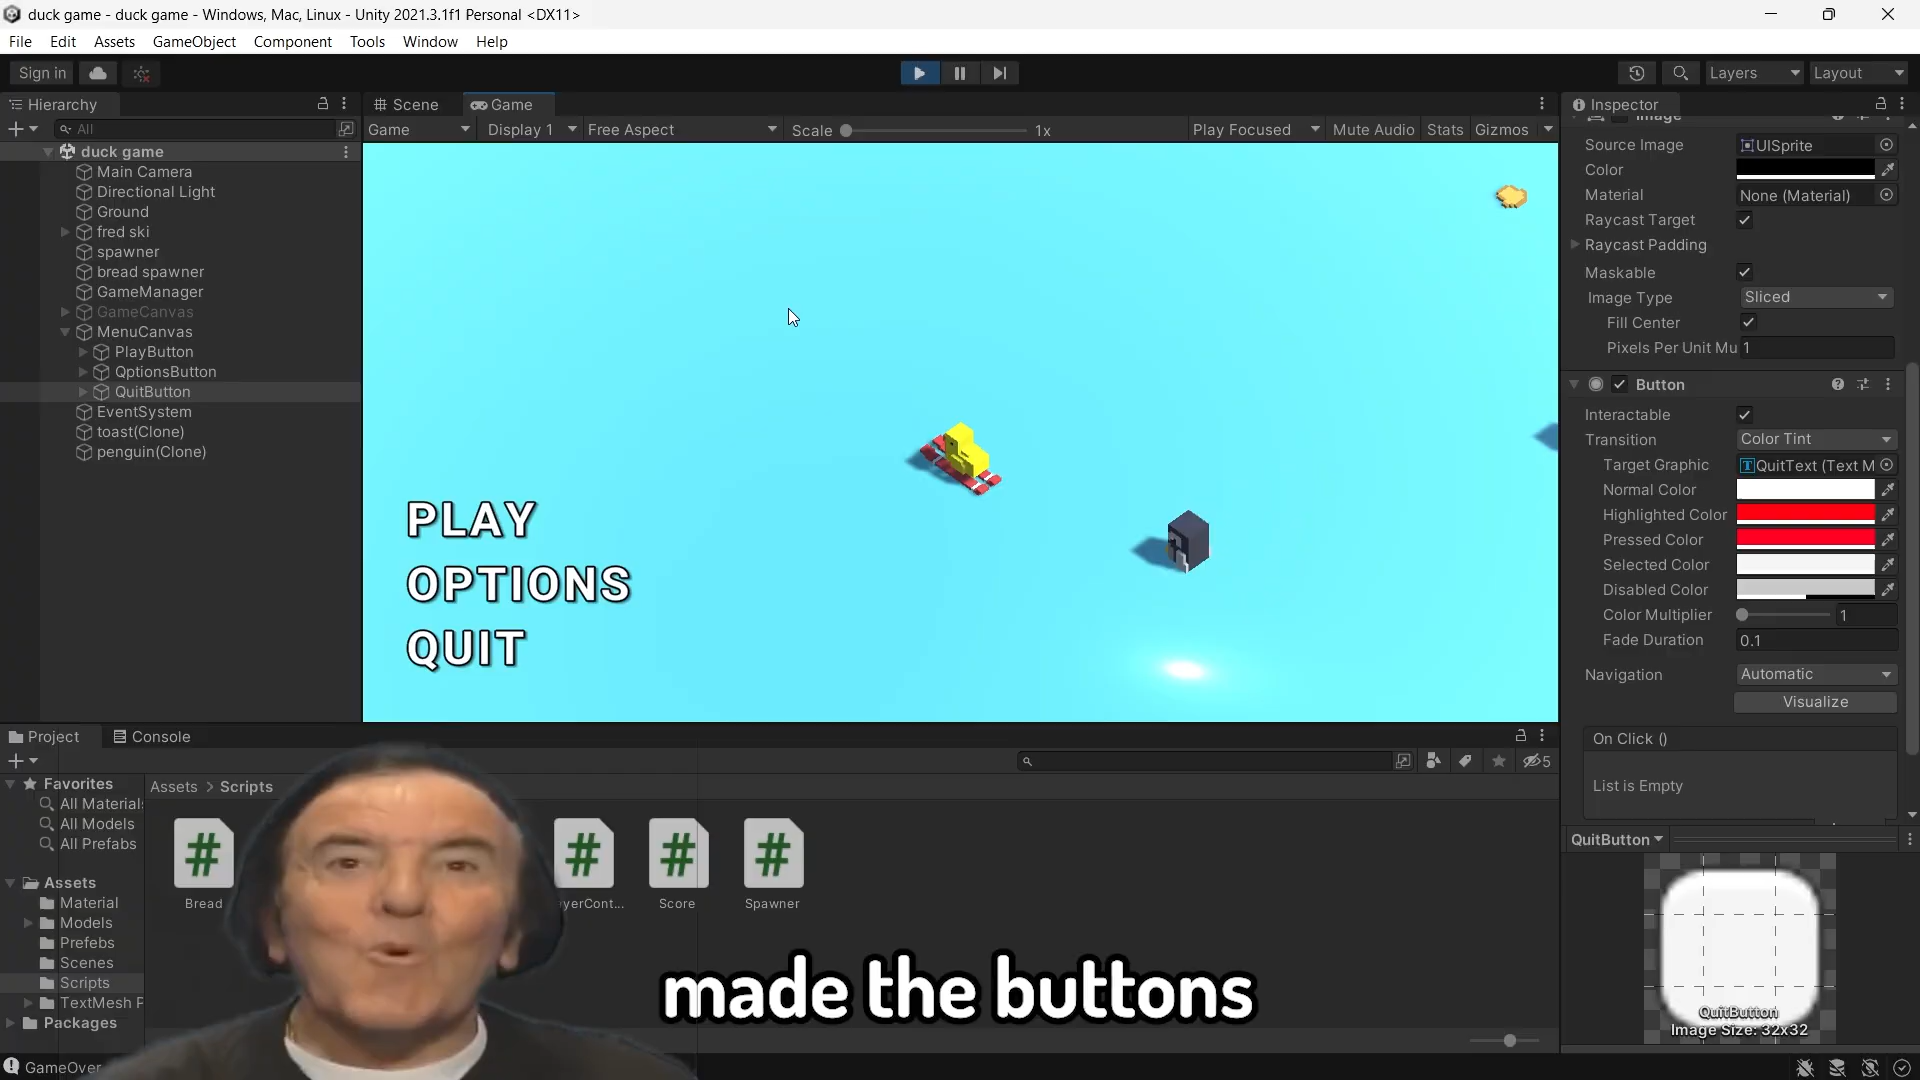 duck game - duck game - Windows, Mac, Linux - Unity 2021.3.1f1 Personal <DX11>
File Edit Assets GameObject Component Tools Window Help
Sign in Layers Layout
Hierarchy
All
duck game
Main Camera
Directional Light
Ground
fred ski
spawner
bread spawner
GameManager
GameCanvas
MenuCanvas
PlayButton
QptionsButton
QuitButton
EventSystem
toast(Clone)
penguin(Clone)
Scene Game
Game Display 1 Free Aspect Scale 1x Play Focused Mute Audio Stats Gizmos
PLAY
OPTIONS
QUIT
Inspector
Image
Source Image UISprite
Color
Material None (Material)
Raycast Target
Raycast Padding
Maskable
Image Type Sliced
Fill Center
Pixels Per Unit Mu 1
Button
Interactable
Transition Color Tint
Target Graphic QuitText (Text M
Normal Color
Highlighted Color
Pressed Color
Selected Color
Disabled Color
Color Multiplier 1
Fade Duration 0.1
Navigation Automatic
Visualize
On Click ()
List is Empty
QuitButton
QuitButton
Image Size: 32x32
Project Console
5
Favorites
All Materials
All Models
All Prefabs
Assets
Material
Models
Prefebs
Scenes
Scripts
TextMesh P
Packages
Assets > Scripts
# # # #
Bread yerCont... Score Spawner
made the buttons
GameOver